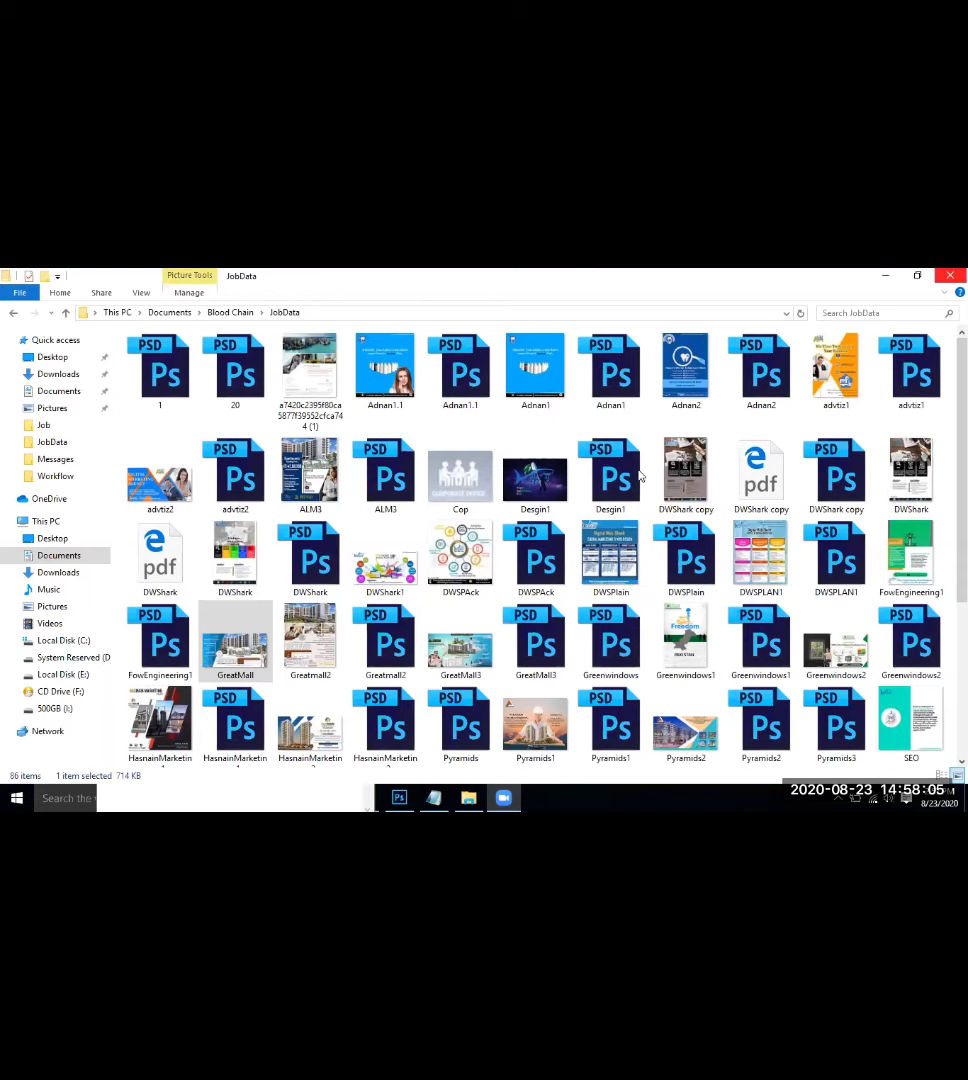 Picture Tools JobData
File Home Share View Manage
This PC Documents Blood Chain JobData Search JobData
Quick access
Desktop
Downloads
Documents
Pictures
Job
JobData
Messages
Workflow
OneDrive
This PC
Desktop
Documents
Downloads
Music
Pictures
Videos
Local Disk (C:)
System Reserved (D
Local Disk (E:)
CD Drive (F:)
500GB (I:)
Network
1 20 a7420c2395f80ca Adnan1.1 Adnan1.1 Adnan1 Adnan1 Adnan2 Adnan2 advtiz1 advtiz1
5877f39552cfca74
4 (1)
advtiz2 advtiz2 ALM3 ALM3 Cop Desgin1 Desgin1 DWShark copy DWShark copy DWShark copy DWShark
DWShark DWShark DWShark DWShark1 DWSPAck DWSPAck DWSPlain DWSPlain DWSPLAN1 DWSPLAN1 FowEngineering1
FowEngineering1 GreatMall Greatmall2 Greatmall2 GreatMall3 GreatMall3 Greenwindows Greenwindows1 Greenwindows1 Greenwindows2 Greenwindows2
HasnainMarketin HasnainMarketin HasnainMarketin HasnainMarketin Pyramids Pyramids1 Pyramids1 Pyramids2 Pyramids2 Pyramids3 SEO
86 items 1 item selected 714 KB
Search the
2020-08-23 14:58:05
8/23/2020